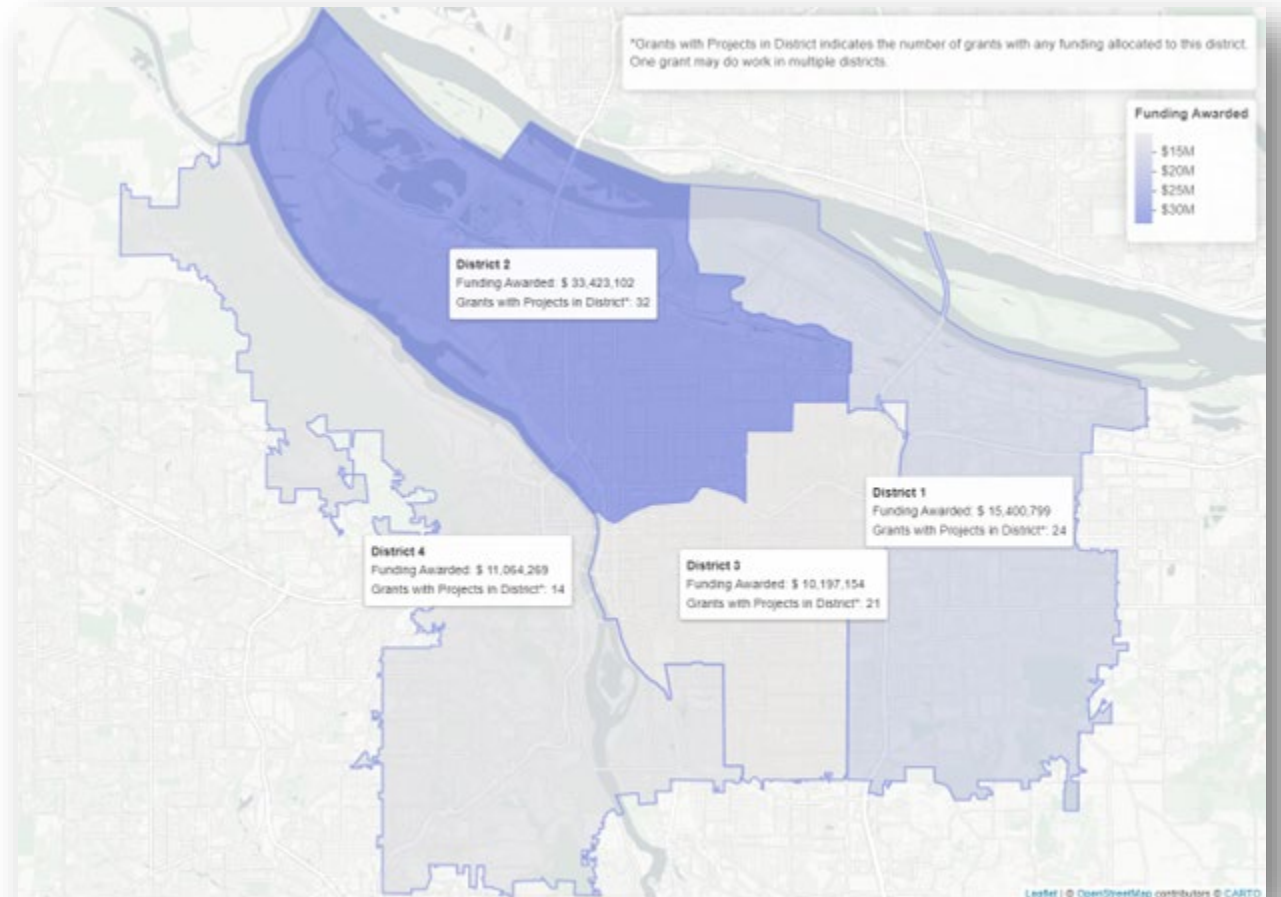 *Grants with Projects in District indicates the number of grants with any funding allocated to this district.
One grant may do work in multiple districts.
Funding Awarded
$15M
$20M
$25M
$30M
District 2
Funding Awarded: $ 33,423,102
Grants with Projects in District*: 32
District 1
Funding Awarded: $ 15,400,799
Grants with Projects in District*: 24
District 4
Funding Awarded: $ 11,064,269
Grants with Projects in District*: 14
District 3
Funding Awarded: $ 10,197,154
Grants with Projects in District*: 21
Leaflet | © OpenStreetMap contributors © CARTO